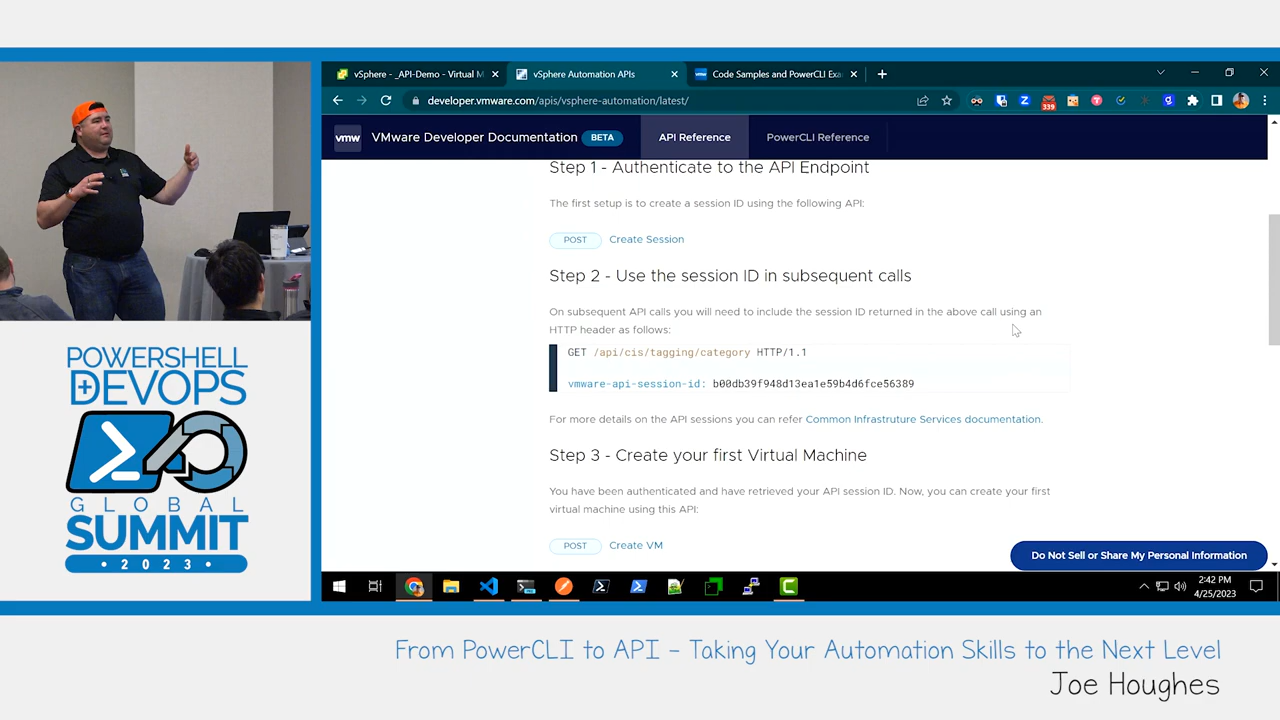 vSphere - _API-Demo - Virtual M
vSphere Automation APIs
Code Samples and PowerCLI Exa
developer.vmware.com/apis/vsphere-automation/latest/
339
vmw
VMware Developer Documentation
BETA
API Reference
PowerCLI Reference
Step 1 - Authenticate to the API Endpoint
The first setup is to create a session ID using the following API:
POST Create Session
Step 2 - Use the session ID in subsequent calls
On subsequent API calls you will need to include the session ID returned in the above call using an
HTTP header as follows:
GET /api/cis/tagging/category HTTP/1.1
vmware-api-session-id: b00db39f948d13ea1e59b4d6fce56389
For more details on the API sessions you can refer Common Infrastruture Services documentation.
Step 3 - Create your first Virtual Machine
You have been authenticated and have retrieved your API session ID. Now, you can create your first
virtual machine using this API:
POST Create VM
Do Not Sell or Share My Personal Information
2:42 PM
4/25/2023
POWERSHELL
+DEVOPS
GLOBAL
SUMMIT
• 2023 •
From PowerCLI to API - Taking Your Automation Skills to the Next Level
Joe Houghes